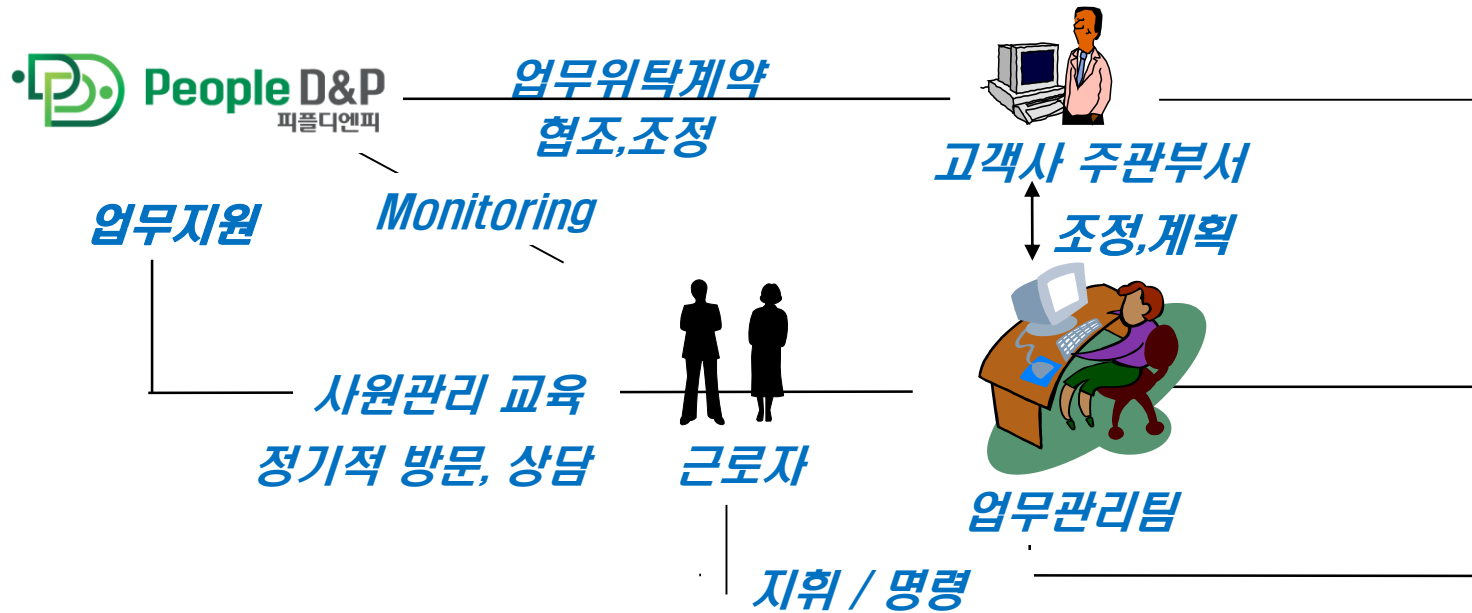 People D&P
피플디엔피
업무위탁계약
협조,조정
고객사 주관부서
업무지원
Monitoring
조정,계획
사원관리 교육
정기적 방문, 상담
근로자
업무관리팀
지휘 / 명령